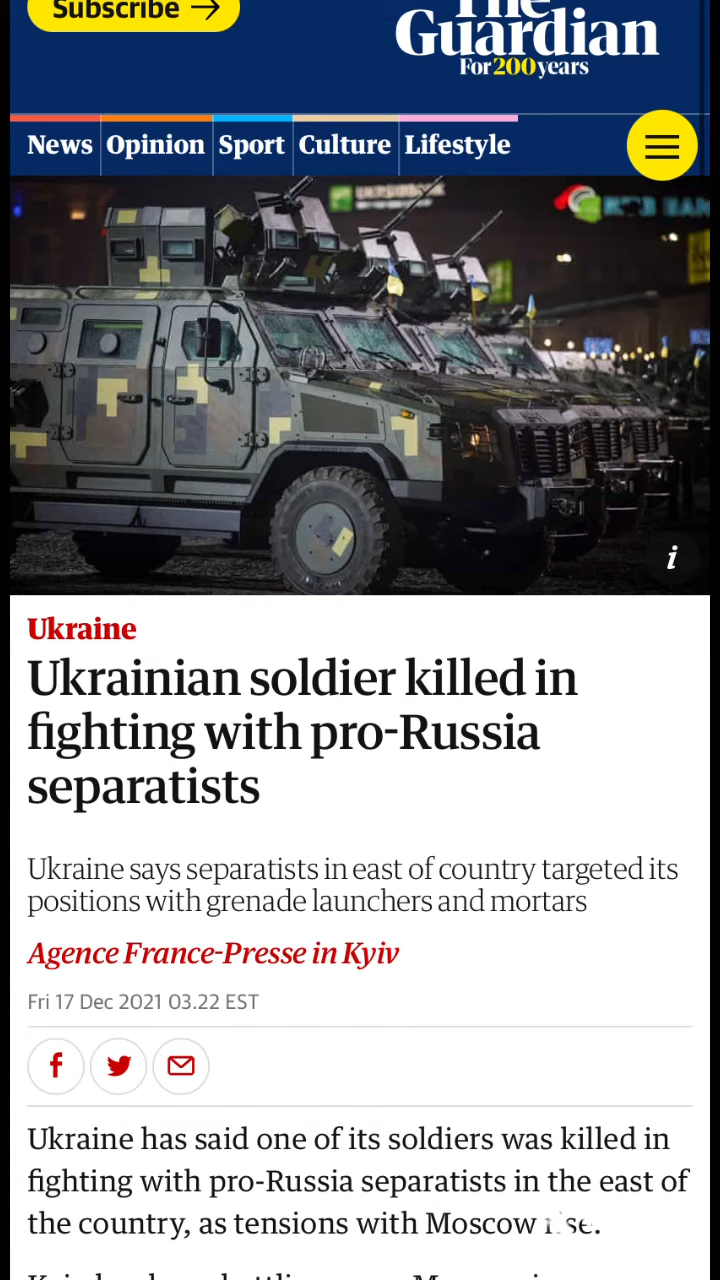 Subscribe →
The
Guardian
For 200 years
News
Opinion
Sport
Culture
Lifestyle
i
Ukraine
Ukrainian soldier killed in
fighting with pro-Russia
separatists
Ukraine says separatists in east of country targeted its
positions with grenade launchers and mortars
Agence France-Presse in Kyiv
Fri 17 Dec 2021 03.22 EST
Ukraine has said one of its soldiers was killed in
fighting with pro-Russia separatists in the east of
the country, as tensions with Moscow rise.